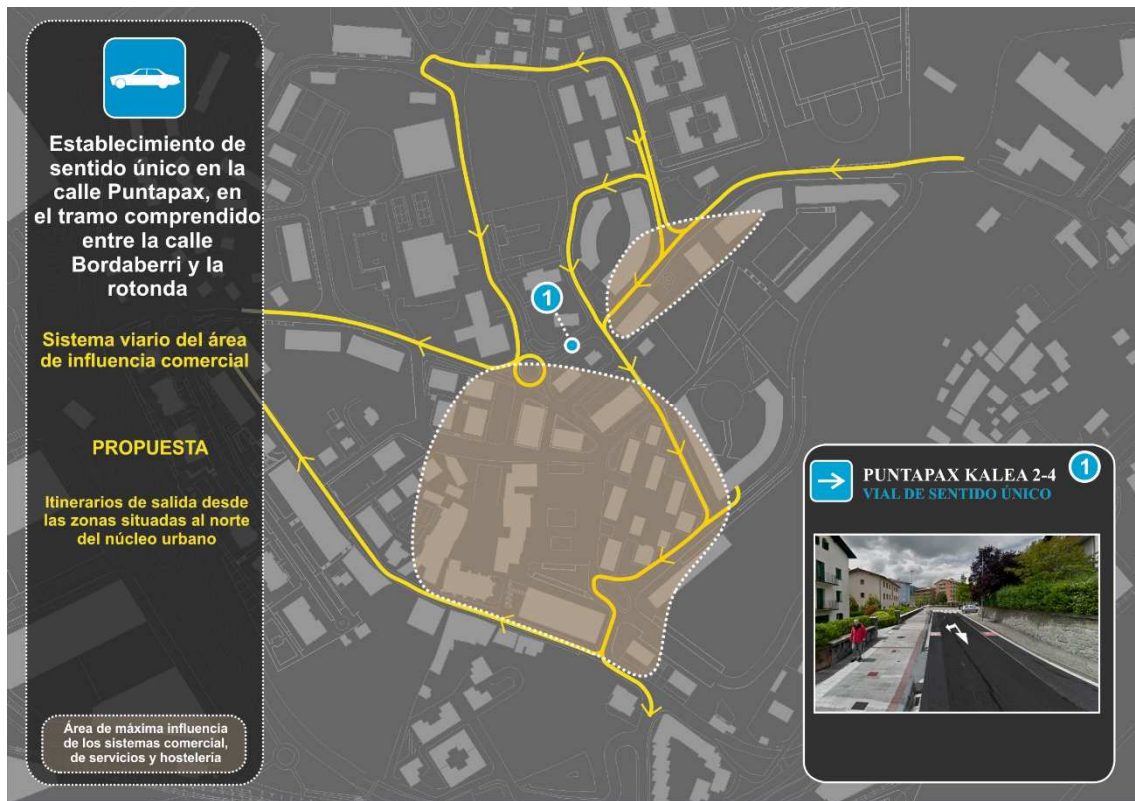 Establecimiento de
sentido único en la
calle Puntapax, en
el tramo comprendido
entre la calle
Bordaberri y la
rotonda
Sistema viario del área
de influencia comercial
PROPUESTA
Itinerarios de salida desde
las zonas situadas al norte
del núcleo urbano
Área de máxima influencia
de los sistemas comercial,
de servicios y hostelería
1
PUNTAPAX KALEA 2-4
1
VIAL DE SENTIDO ÚNICO